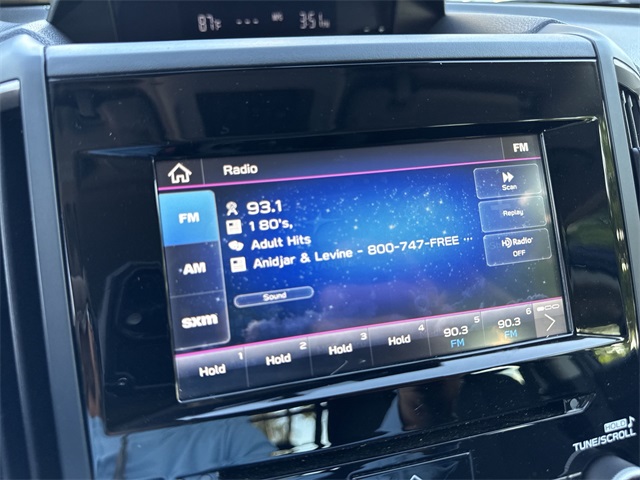 87°F --- 3:51
Radio FM
FM 93.1 Scan
1 80's, Replay
AM Adult Hits HD Radio
Anidjar & Levine - 800-747-FREE ... OFF
Sound
sxm
Hold 1 Hold 2 Hold 3 Hold 4 90.3 FM 5 90.3 FM 6
HOLD
TUNE/SCROLL